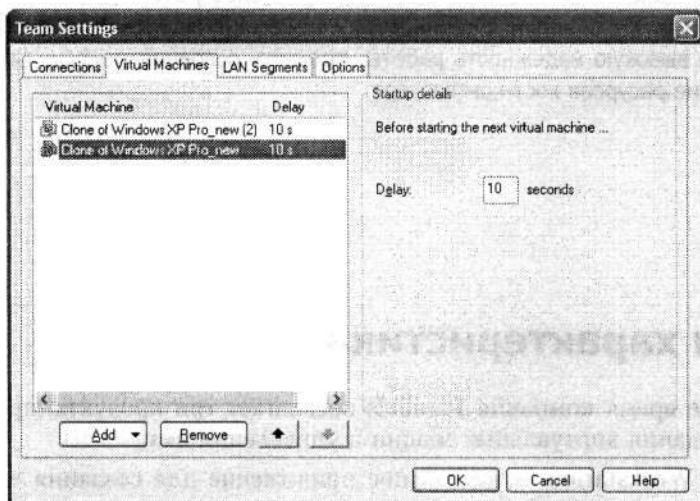 Team Settings
Connections Virtual Machines LAN Segments Options
Virtual Machine Delay
Clone of Windows XP Pro_new (2) 10 s
Clone of Windows XP Pro_new 10 s
Startup details
Before starting the next virtual machine ...
Delay: 10 seconds
Add Remove
OK Cancel Help